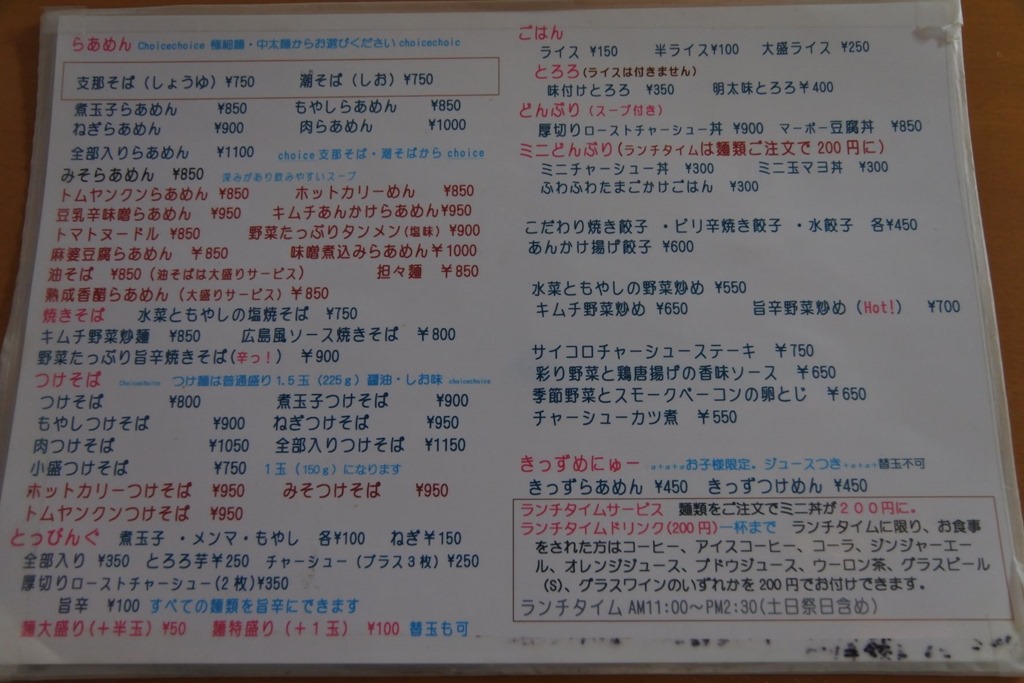 らあめん Choicechoice 極細麺・中太麺からお選びください choicechoic
支那そば（しょうゆ）¥750 潮そば（しお）¥750
煮玉子らあめん ¥850 もやしらあめん ¥850
ねぎらあめん ¥900 肉らあめん ¥1000
全部入りらあめん ¥1100 choice 支那そば・潮そばから choice
みそらあめん ¥850 深みがあり飲みやすいスープ
トムヤンクンらあめん ¥850 ホットカリーめん ¥850
豆乳辛味噌らあめん ¥950 キムチあんかけらあめん¥950
トマトヌードル ¥850 野菜たっぷりタンメン(塩味) ¥900
麻婆豆腐らあめん ¥850 味噌煮込みらあめん¥1000
油そば ¥850（油そばは大盛りサービス） 担々麺 ¥850
熟成香醋らあめん（大盛りサービス）¥850
焼きそば 水菜ともやしの塩焼そば ¥750
キムチ野菜炒麺 ¥850 広島風ソース焼きそば ¥800
野菜たっぷり旨辛焼きそば(辛っ！) ¥900
つけそば Choicechoice つけ麺は普通盛り1.5玉（225g）醤油・しお味 choicechoice
つけそば ¥800 煮玉子つけそば ¥900
もやしつけそば ¥900 ねぎつけそば ¥950
肉つけそば ¥1050 全部入りつけそば ¥1150
小盛つけそば ¥750 1玉（150g）になります
ホットカリーつけそば ¥950 みそつけそば ¥950
トムヤンクンつけそば ¥950
とっぴんぐ 煮玉子 ・メンマ・もやし 各¥100 ねぎ¥150
全部入り ¥350 とろろ芋¥250 チャーシュー（プラス3枚）¥250
厚切りローストチャーシュー(2枚)¥350
旨辛 ¥100 すべての麺類を旨辛にできます
麺大盛り(＋半玉) ¥50 麺特盛り（＋1玉） ¥100 替玉も可
ごはん
ライス ¥150 半ライス¥100 大盛ライス ¥250
とろろ(ライスは付きません)
味付けとろろ ¥350 明太味とろろ¥400
どんぶり（スープ付き）
厚切りローストチャーシュー丼 ¥900 マーボー豆腐丼 ¥850
ミニどんぶり(ランチタイムは麺類ご注文で200円に)
ミニチャーシュー丼 ¥300 ミニ玉マヨ丼 ¥300
ふわふわたまごかけごはん ¥300
こだわり焼き餃子 ・ピリ辛焼き餃子 ・水餃子 各¥450
あんかけ揚げ餃子 ¥600
水菜ともやしの野菜炒め ¥550
キムチ野菜炒め ¥650 旨辛野菜炒め（Hot!） ¥700
サイコロチャーシューステーキ ¥750
彩り野菜と鶏唐揚げの香味ソース ¥650
季節野菜とスモークベーコンの卵とじ ¥650
チャーシューカツ煮 ¥550
きっずめにゅー お子様限定。ジュースつき 替玉不可
きっずらあめん ¥450 きっずつけめん ¥450
ランチタイムサービス 麺類をご注文でミニ丼が200円に。
ランチタイムドリンク(200円)一杯まで ランチタイムに限り、お食事
をされた方はコーヒー、アイスコーヒー、コーラ、ジンジャーエー
ル、オレンジジュース、ブドウジュース、ウーロン茶、グラスビール
(S)、グラスワインのいずれかを200円でお付けできます。
ランチタイム AM11:00〜PM2:30(土日祭日含め)